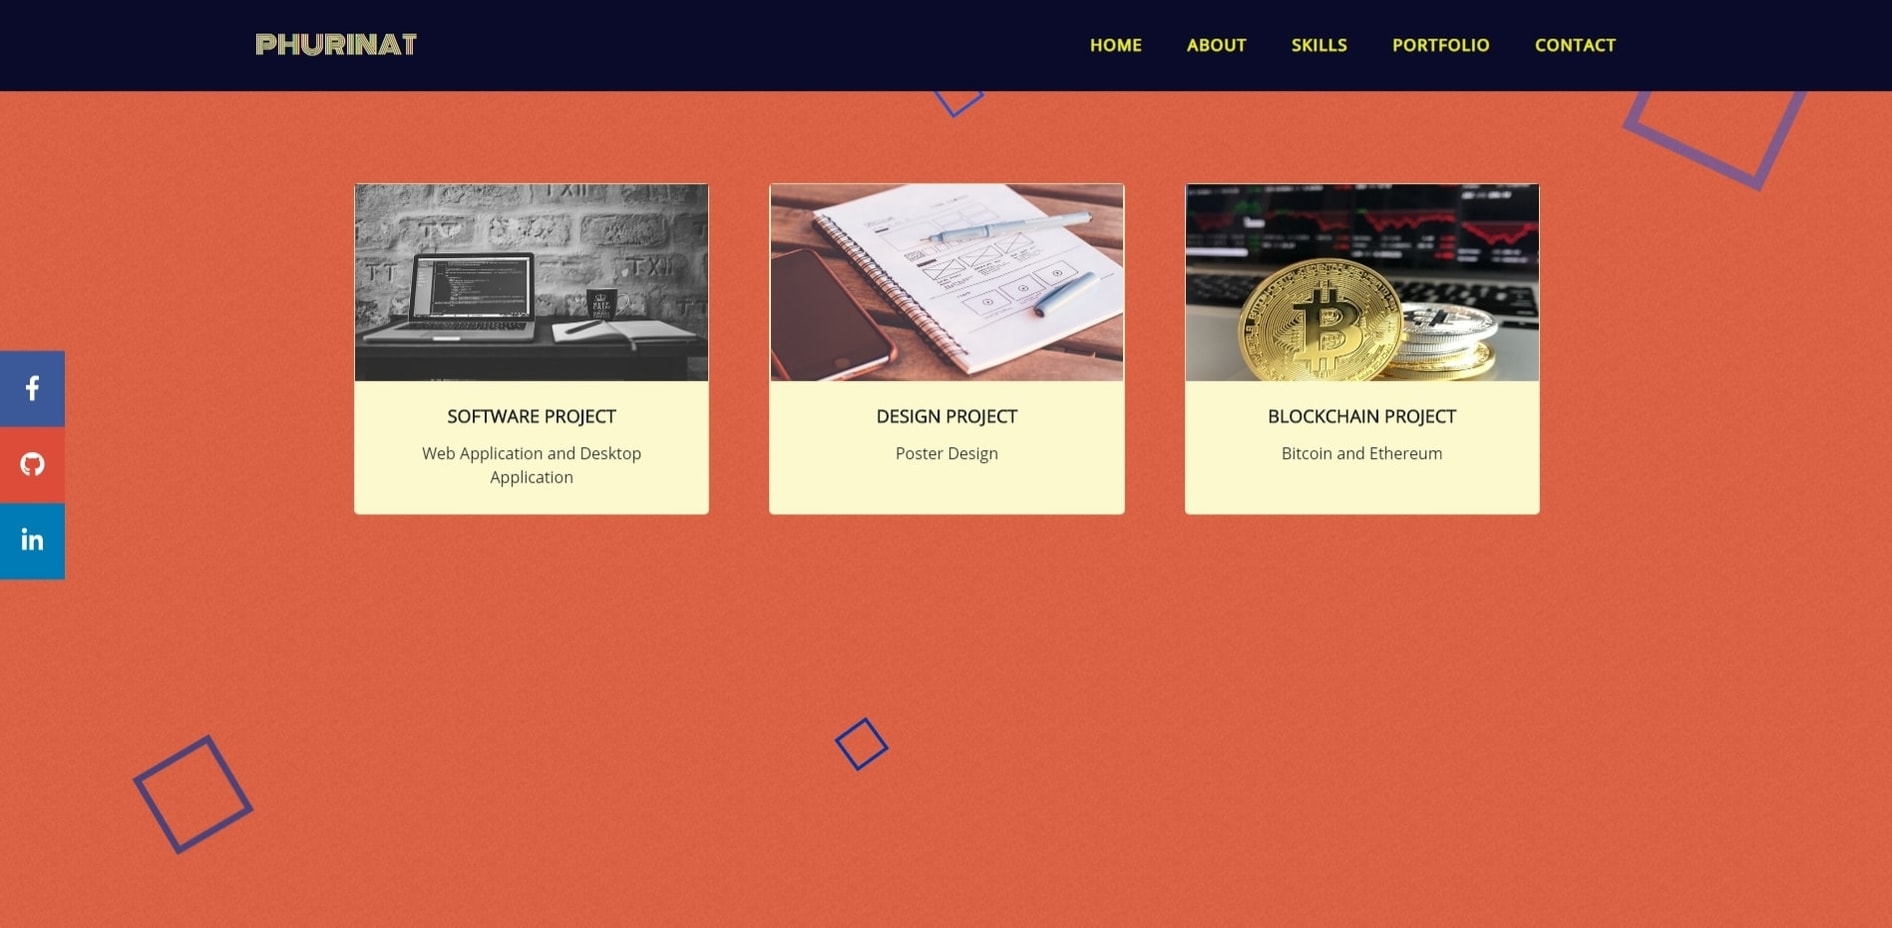 PHURINAT
HOME
ABOUT
SKILLS
PORTFOLIO
CONTACT
SOFTWARE PROJECT
Web Application and Desktop
Application
DESIGN PROJECT
Poster Design
BLOCKCHAIN PROJECT
Bitcoin and Ethereum